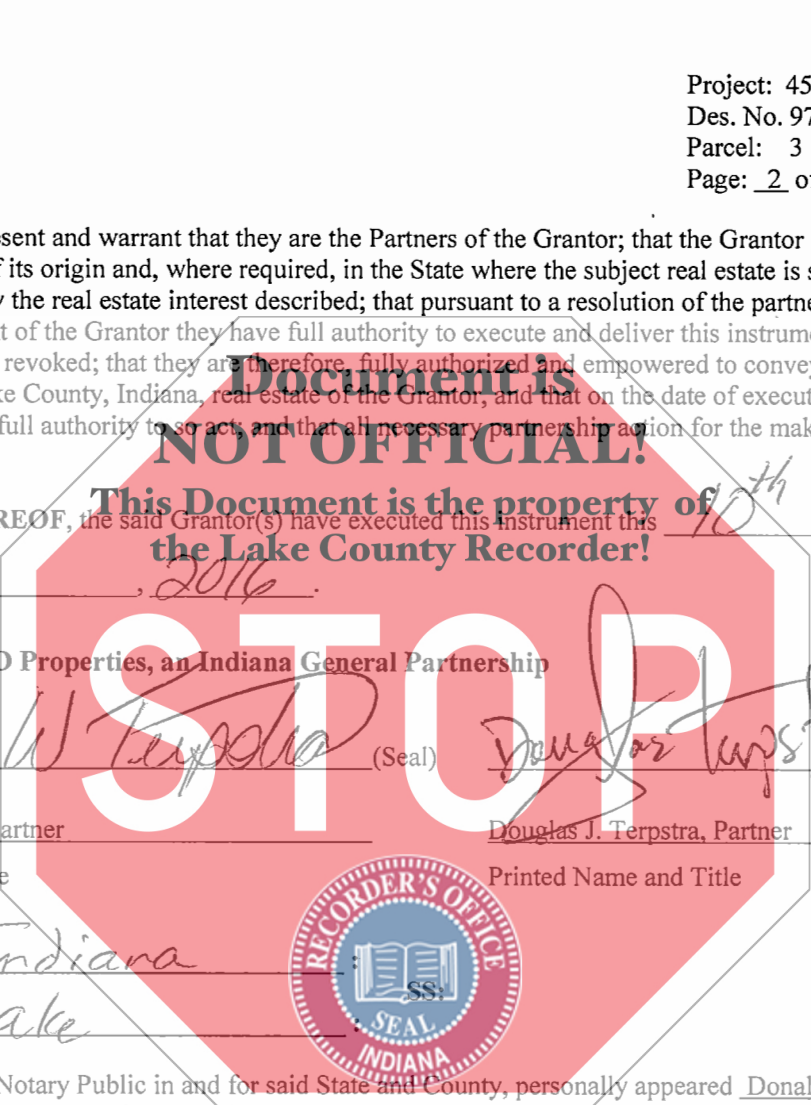 Project: 45
Des. No. 97
Parcel: 3
Page: 2 o
esent and warrant that they are the Partners of the Grantor; that the Grantor
f its origin and, where required, in the State where the subject real estate is s
y the real estate interest described; that pursuant to a resolution of the partne
t of the Grantor they have full authority to execute and deliver this instrum
revoked; that they are therefore, fully authorized and empowered to convey
Document is
ke County, Indiana, real estate of the Grantor, and that on the date of execut
full authority to so act; and that all necessary partnership action for the mak
NOT OFFICIAL!
This Document is the property of
REOF, the said Grantor(s) have executed this instrument this 10th
the Lake County Recorder!
, 2016.
STOP
D Properties, an Indiana General Partnership
W Terpstra (Seal) Douglas Terps
artner Douglas J. Terpstra, Partner
e Printed Name and Title
RECORDER'S OFFICE
SEAL
INDIANA
Indiana :
SS:
ake :
Notary Public in and for said State and County, personally appeared Donal